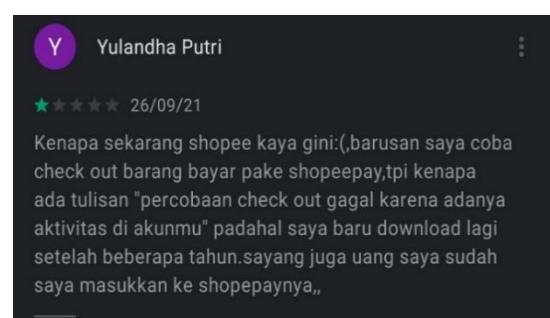 Y
Yulandha Putri
26/09/21
Kenapa sekarang shopee kaya gini:(,barusan saya coba
check out barang bayar pake shopeepay,tpi kenapa
ada tulisan "percobaan check out gagal karena adanya
aktivitas di akunmu" padahal saya baru download lagi
setelah beberapa tahun.sayang juga uang saya sudah
saya masukkan ke shopepaynya,,